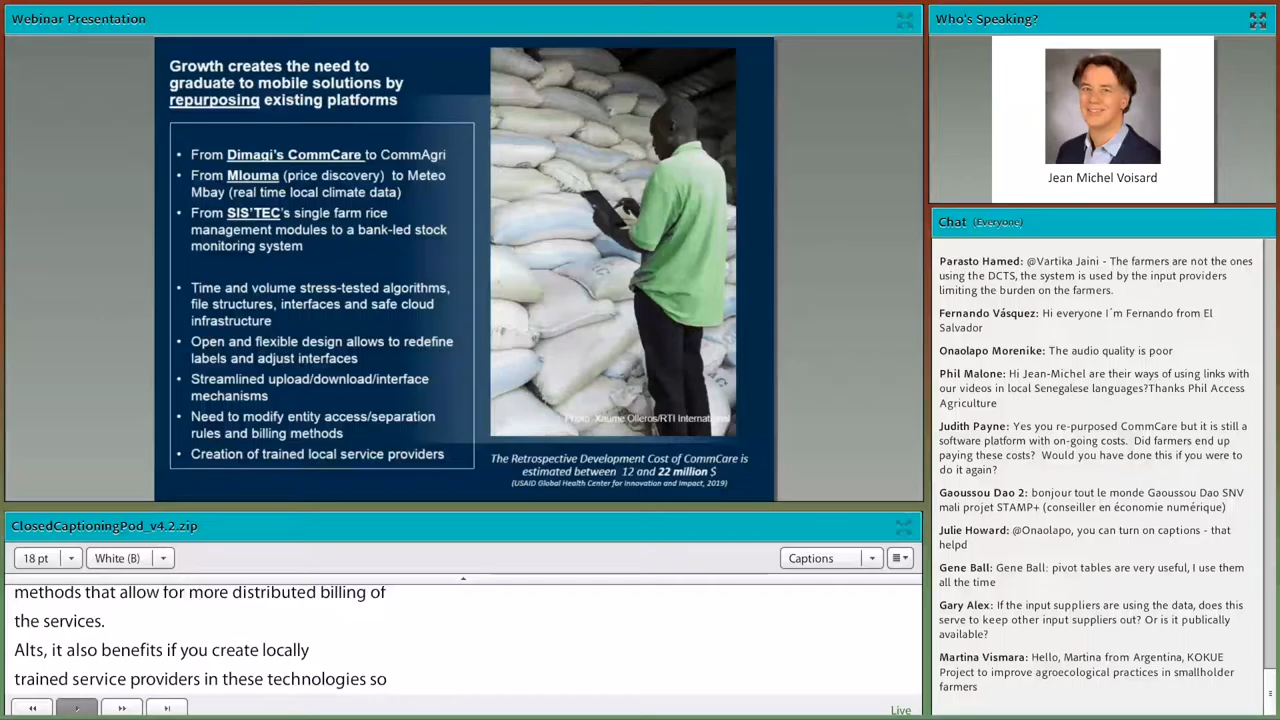 Webinar Presentation
Growth creates the need to
graduate to mobile solutions by
repurposing existing platforms
• From Dimagi's CommCare to CommAgri
• From Mlouma (price discovery) to Meteo
Mbay (real time local climate data)
• From SIS'TEC's single farm rice
management modules to a bank-led stock
monitoring system
• Time and volume stress-tested algorithms,
file structures, interfaces and safe cloud
infrastructure
• Open and flexible design allows to redefine
labels and adjust interfaces
• Streamlined upload/download/interface
mechanisms
• Need to modify entity access/separation
rules and billing methods
• Creation of trained local service providers
Photo: Xaume Olleros/RTI International
The Retrospective Development Cost of CommCare is
estimated between 12 and 22 million $
(USAID Global Health Center for Innovation and Impact, 2019)
ClosedCaptioningPod_v4.2.zip
18 pt
White (B)
Captions
methods that allow for more distributed billing of
the services.
Alts, it also benefits if you create locally
trained service providers in these technologies so
Live
Who's Speaking?
Jean Michel Voisard
Chat (Everyone)
Parasto Hamed: @Vartika Jaini - The farmers are not the ones
using the DCTS, the system is used by the input providers
limiting the burden on the farmers.
Fernando Vásquez: Hi everyone I´m Fernando from El
Salvador
Onaolapo Morenike: The audio quality is poor
Phil Malone: Hi Jean-Michel are their ways of using links with
our videos in local Senegalese languages?Thanks Phil Access
Agriculture
Judith Payne: Yes you re-purposed CommCare but it is still a
software platform with on-going costs. Did farmers end up
paying these costs? Would you have done this if you were to
do it again?
Gaoussou Dao 2: bonjour tout le monde Gaoussou Dao SNV
mali projet STAMP+ (conseiller en économie numérique)
Julie Howard: @Onaolapo, you can turn on captions - that
helpd
Gene Ball: Gene Ball: pivot tables are very useful, I use them
all the time
Gary Alex: If the input suppliers are using the data, does this
serve to keep other input suppliers out? Or is it publically
available?
Martina Vismara: Hello, Martina from Argentina, KOKUE
Project to improve agroecological practices in smallholder
farmers